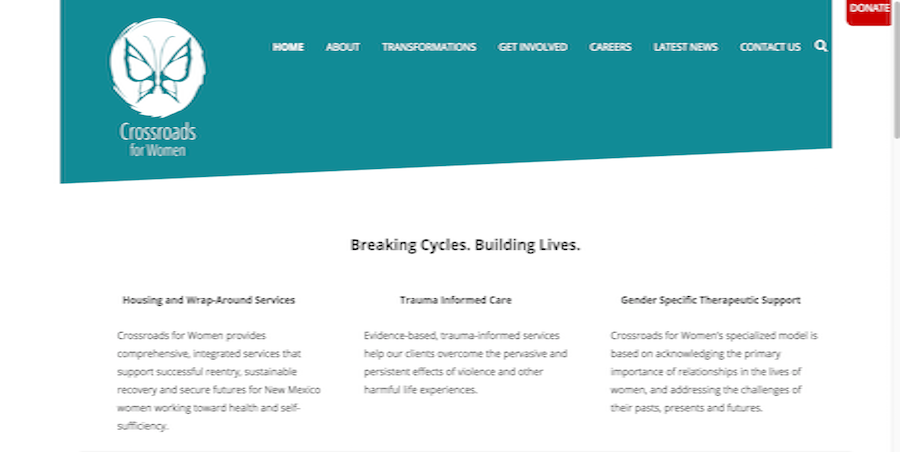 DONATE
HOME ABOUT TRANSFORMATIONS GET INVOLVED CAREERS LATEST NEWS CONTACT US
Crossroads
for Women
Breaking Cycles. Building Lives.
Housing and Wrap-Around Services
Crossroads for Women provides
comprehensive, integrated services that
support successful reentry, sustainable
recovery and secure futures for New Mexico
women working toward health and self-
sufficiency.
Trauma Informed Care
Evidence-based, trauma-informed services
help our clients overcome the pervasive and
persistent effects of violence and other
harmful life experiences.
Gender Specific Therapeutic Support
Crossroads for Women's specialized model is
based on acknowledging the primary
importance of relationships in the lives of
women, and addressing the challenges of
their pasts, presents and futures.